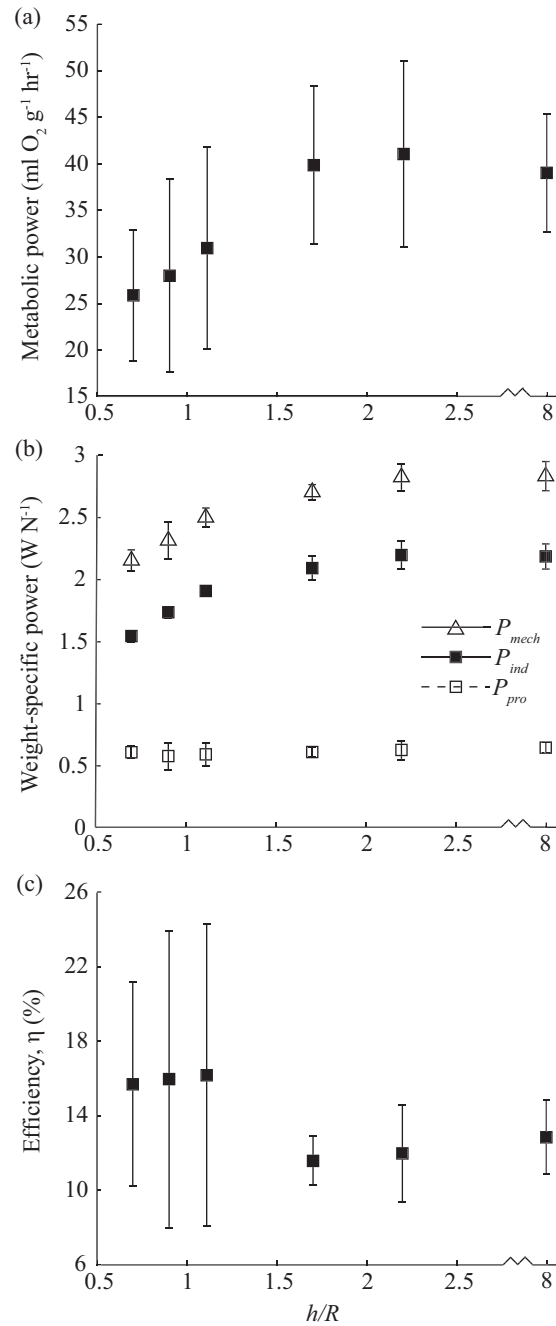 (a)
Metabolic power (ml O₂ g⁻¹ hr⁻¹)
55
50
45
40
35
30
25
20
15
0.5 1 1.5 2 2.5 8
(b)
Weight-specific power (W N⁻¹)
3
2.5
2
1.5
1
0.5
0
P_mech
P_ind
P_pro
0.5 1 1.5 2 2.5 8
(c)
Efficiency, η (%)
26
22
18
14
10
6
0.5 1 1.5 2 2.5 8
h/R